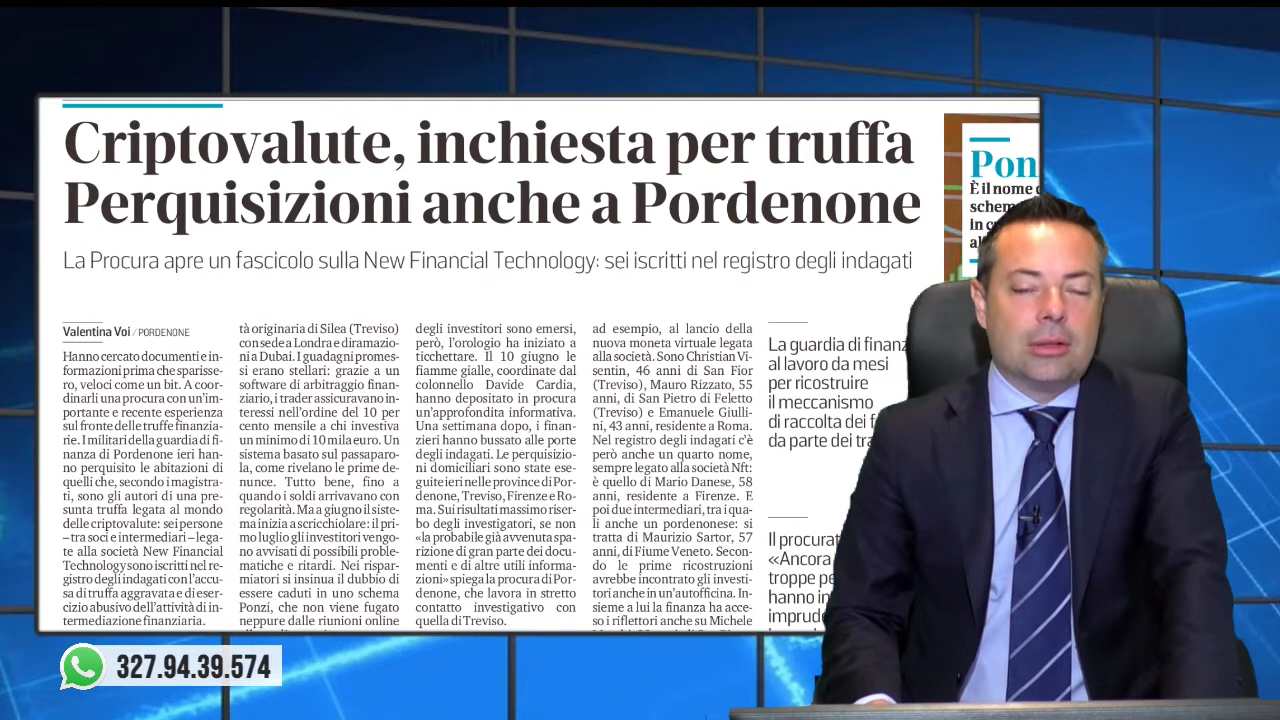 Criptovalute, inchiesta per truffa
Perquisizioni anche a Pordenone
La Procura apre un fascicolo sulla New Financial Technology: sei iscritti nel registro degli indagati
Valentina Voi / PORDENONE
Hanno cercato documenti e in-
formazioni prima che sparisse-
ro, veloci come un bit. A coor-
dinarli una procura con un'im-
portante e recente esperienza
sul fronte delle truffe finanzia-
rie. I militari della guardia di fi-
nanza di Pordenone ieri han-
no perquisito le abitazioni di
quelli che, secondo i magistra-
ti, sono gli autori di una pre-
sunta truffa legata al mondo
delle criptovalute: sei persone
– tra soci e intermediari – lega-
te alla società New Financial
Technology sono iscritti nel re-
gistro degli indagati con l'accu-
sa di truffa aggravata e di eser-
cizio abusivo dell'attività di in-
termediazione finanziaria.
tà originaria di Silea (Treviso)
con sede a Londra e diramazio-
ni a Dubai. I guadagni promes-
si erano stellari: grazie a un
software di arbitraggio finan-
ziario, i trader assicuravano in-
teressi nell'ordine del 10 per
cento mensile a chi investiva
un minimo di 10 mila euro. Un
sistema basato sul passaparo-
la, come rivelano le prime de-
nunce. Tutto bene, fino a
quando i soldi arrivavano con
regolarità. Ma a giugno il siste-
ma inizia a scricchiolare: il pri-
mo luglio gli investitori vengo-
no avvisati di possibili proble-
matiche e ritardi. Nei rispar-
miatori si insinua il dubbio di
essere caduti in uno schema
Ponzi, che non viene fugato
neppure dalle riunioni online
degli investitori sono emersi,
però, l'orologio ha iniziato a
ticchettare. Il 10 giugno le
fiamme gialle, coordinate dal
colonnello Davide Cardia,
hanno depositato in procura
un'approfondita informativa.
Una settimana dopo, i finan-
zieri hanno bussato alle porte
degli indagati. Le perquisizio-
ni domiciliari sono state ese-
guite ieri nelle province di Por-
denone, Treviso, Firenze e Ro-
ma. Sui risultati massimo riser-
bo degli investigatori, se non
«la probabile già avvenuta spa-
rizione di gran parte dei docu-
menti e di altre utili informa-
zioni» spiega la procura di Por-
denone, che lavora in stretto
contatto investigativo con
quella di Treviso.
ad esempio, al lancio della
nuova moneta virtuale legata
alla società. Sono Christian Vi-
sentin, 46 anni di San Fior
(Treviso), Mauro Rizzato, 55
anni, di San Pietro di Feletto
(Treviso) e Emanuele Giulli-
ni, 43 anni, residente a Roma.
Nel registro degli indagati c'è
però anche un quarto nome,
sempre legato alla società Nft:
è quello di Mario Danese, 58
anni, residente a Firenze. E
poi due intermediari, tra i qua-
li anche un pordenonese: si
tratta di Maurizio Sartor, 57
anni, di Fiume Veneto. Secon-
do le prime ricostruzioni
avrebbe incontrato gli investi-
tori anche in un'autofficina. In-
sieme a lui la finanza ha acce-
so i riflettori anche su Michele
La guardia di finanz
al lavoro da mesi
per ricostruire
il meccanismo
di raccolta dei f
da parte dei tra
Il procurat
«Ancora
troppe pe
hanno in
imprud
Pon
È il nome
schem
in c
al
327.94.39.574